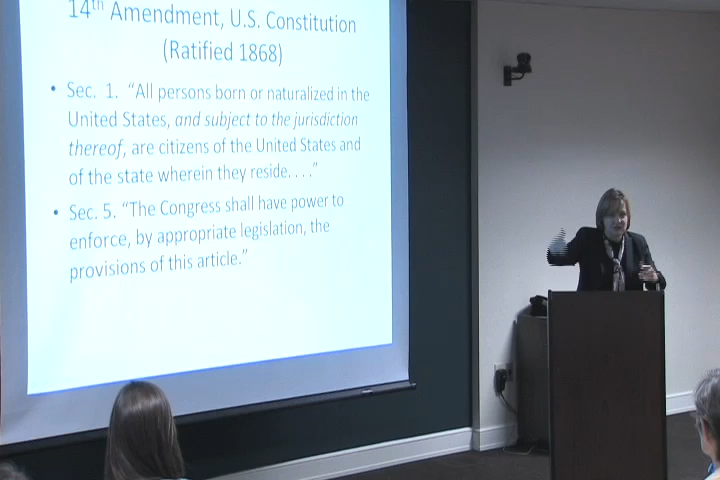 14th Amendment, U.S. Constitution
(Ratified 1868)
• Sec. 1. “All persons born or naturalized in the
United States, and subject to the jurisdiction
thereof, are citizens of the United States and
of the state wherein they reside. . . .”
• Sec. 5. “The Congress shall have power to
enforce, by appropriate legislation, the
provisions of this article.”